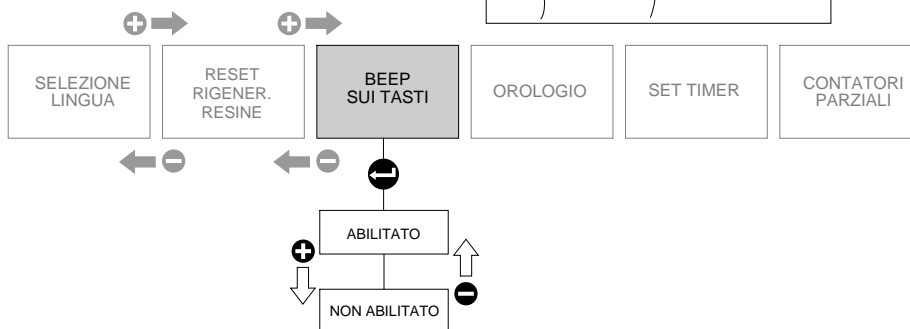 SELEZIONE
LINGUA
RESET
RIGENER.
RESINE
BEEP
SUI TASTI
OROLOGIO
SET TIMER
CONTATORI
PARZIALI
ABILITATO
NON ABILITATO